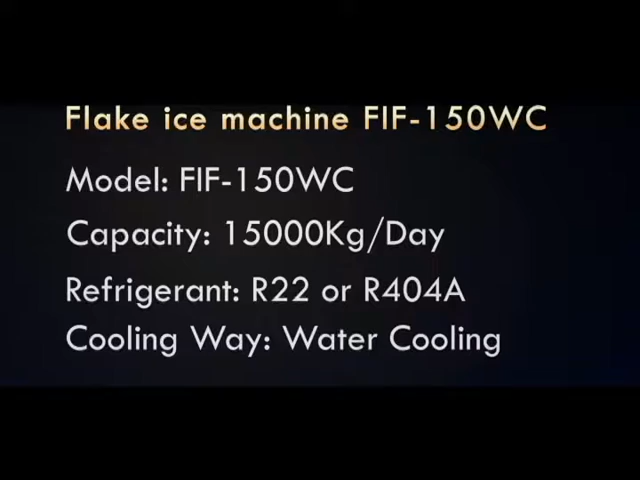 Flake ice machine FIF-150WC
Model: FIF-150WC
Capacity: 15000Kg/Day
Refrigerant: R22 or R404A
Cooling Way: Water Cooling